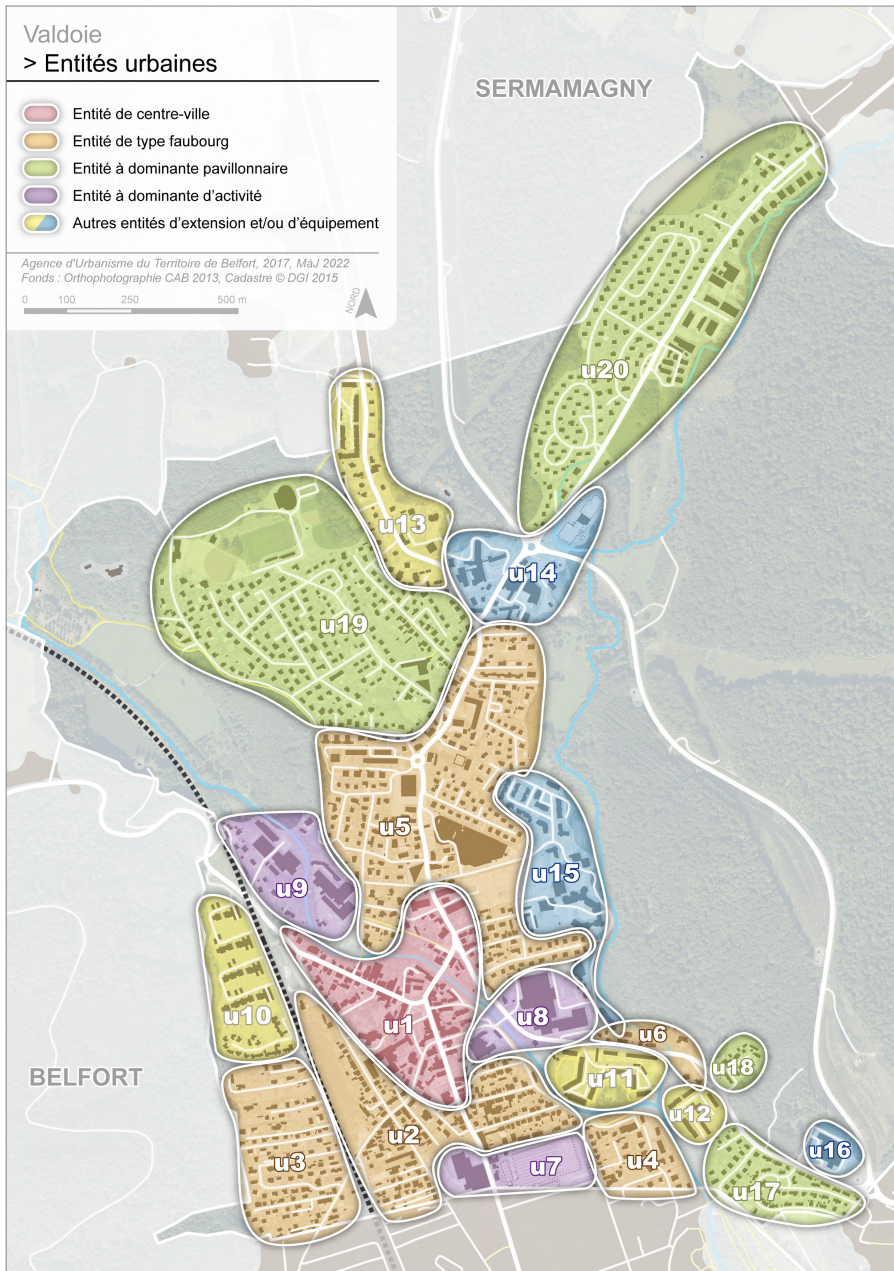 Valdoie
> Entités urbaines
Entité de centre-ville
Entité de type faubourg
Entité à dominante pavillonnaire
Entité à dominante d'activité
Autres entités d'extension et/ou d'équipement
Agence d'Urbanisme du Territoire de Belfort, 2017, MàJ 2022
Fonds : Orthophotographie CAB 2013, Cadastre © DGI 2015
0 100 250 500 m
NORD
SERMAMAGNY
u20
u13
u14
u19
u5
u15
u9
u10
u1
u8
u6
u18
BELFORT
u11
u12
u2
u16
u3
u7
u4
u17